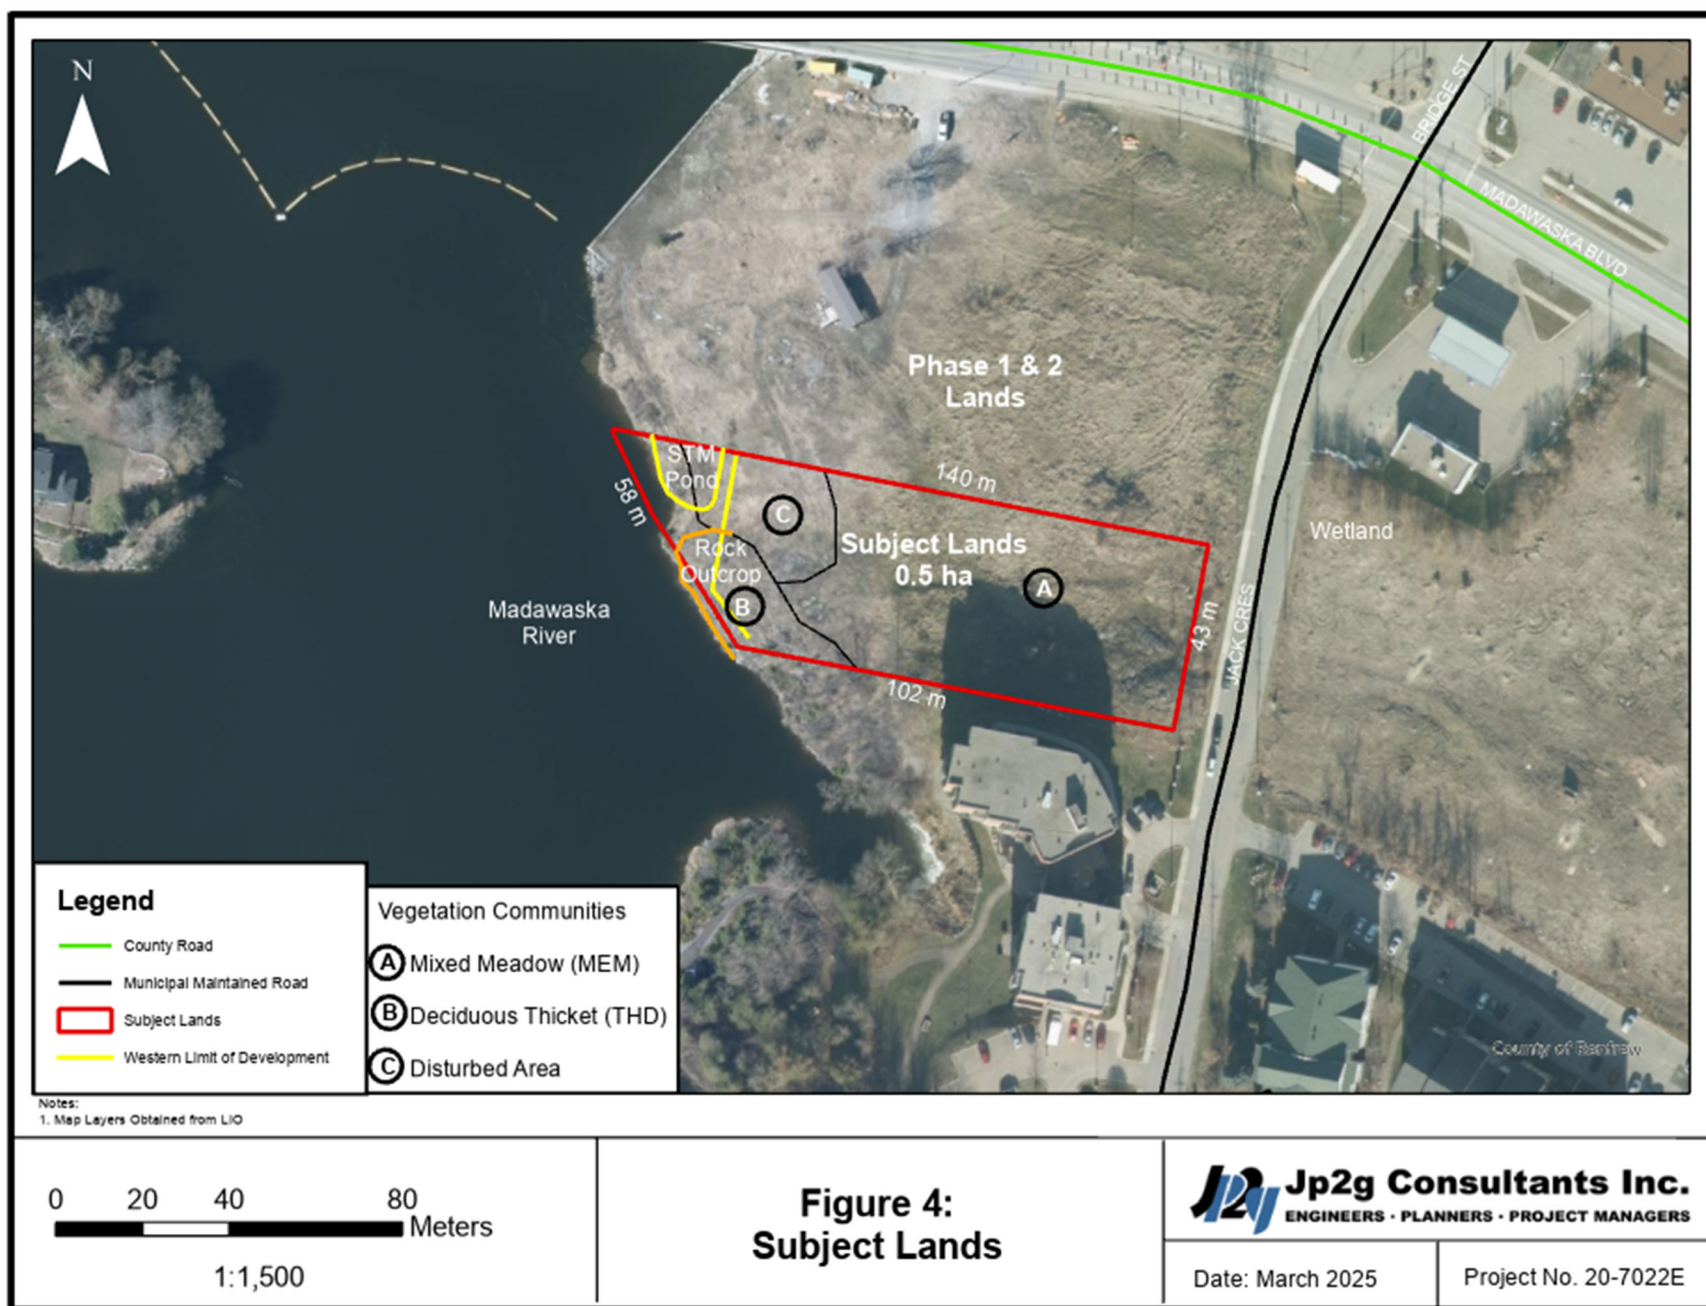 N
BRIDGE ST
MADAWASKA BLVD
Phase 1 & 2
Lands
STM
Pond
140 m
58 m
C
Subject Lands
0.5 ha
Wetland
Rock
Outcrop
A
B
Madawaska
River
43 m
JACK CRES
102 m
Legend
County Road
Municipal Maintained Road
Subject Lands
Western Limit of Development
Vegetation Communities
A Mixed Meadow (MEM)
B Deciduous Thicket (THD)
C Disturbed Area
County of Renfrew
Notes:
1. Map Layers Obtained from LIO
0 20 40 80
Meters
1:1,500
Figure 4:
Subject Lands
Jp2g Jp2g Consultants Inc.
ENGINEERS · PLANNERS · PROJECT MANAGERS
Date: March 2025
Project No. 20-7022E